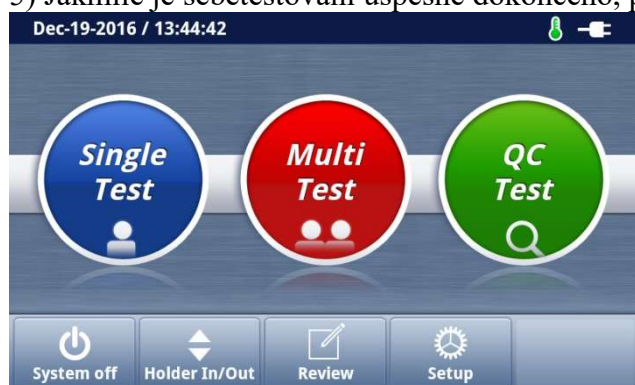 5) Jakmile je sebetestování úspěšně dokončeno, p
Dec-19-2016 / 13:44:42
Single
Test
Multi
Test
QC
Test
System off
Holder In/Out
Review
Setup